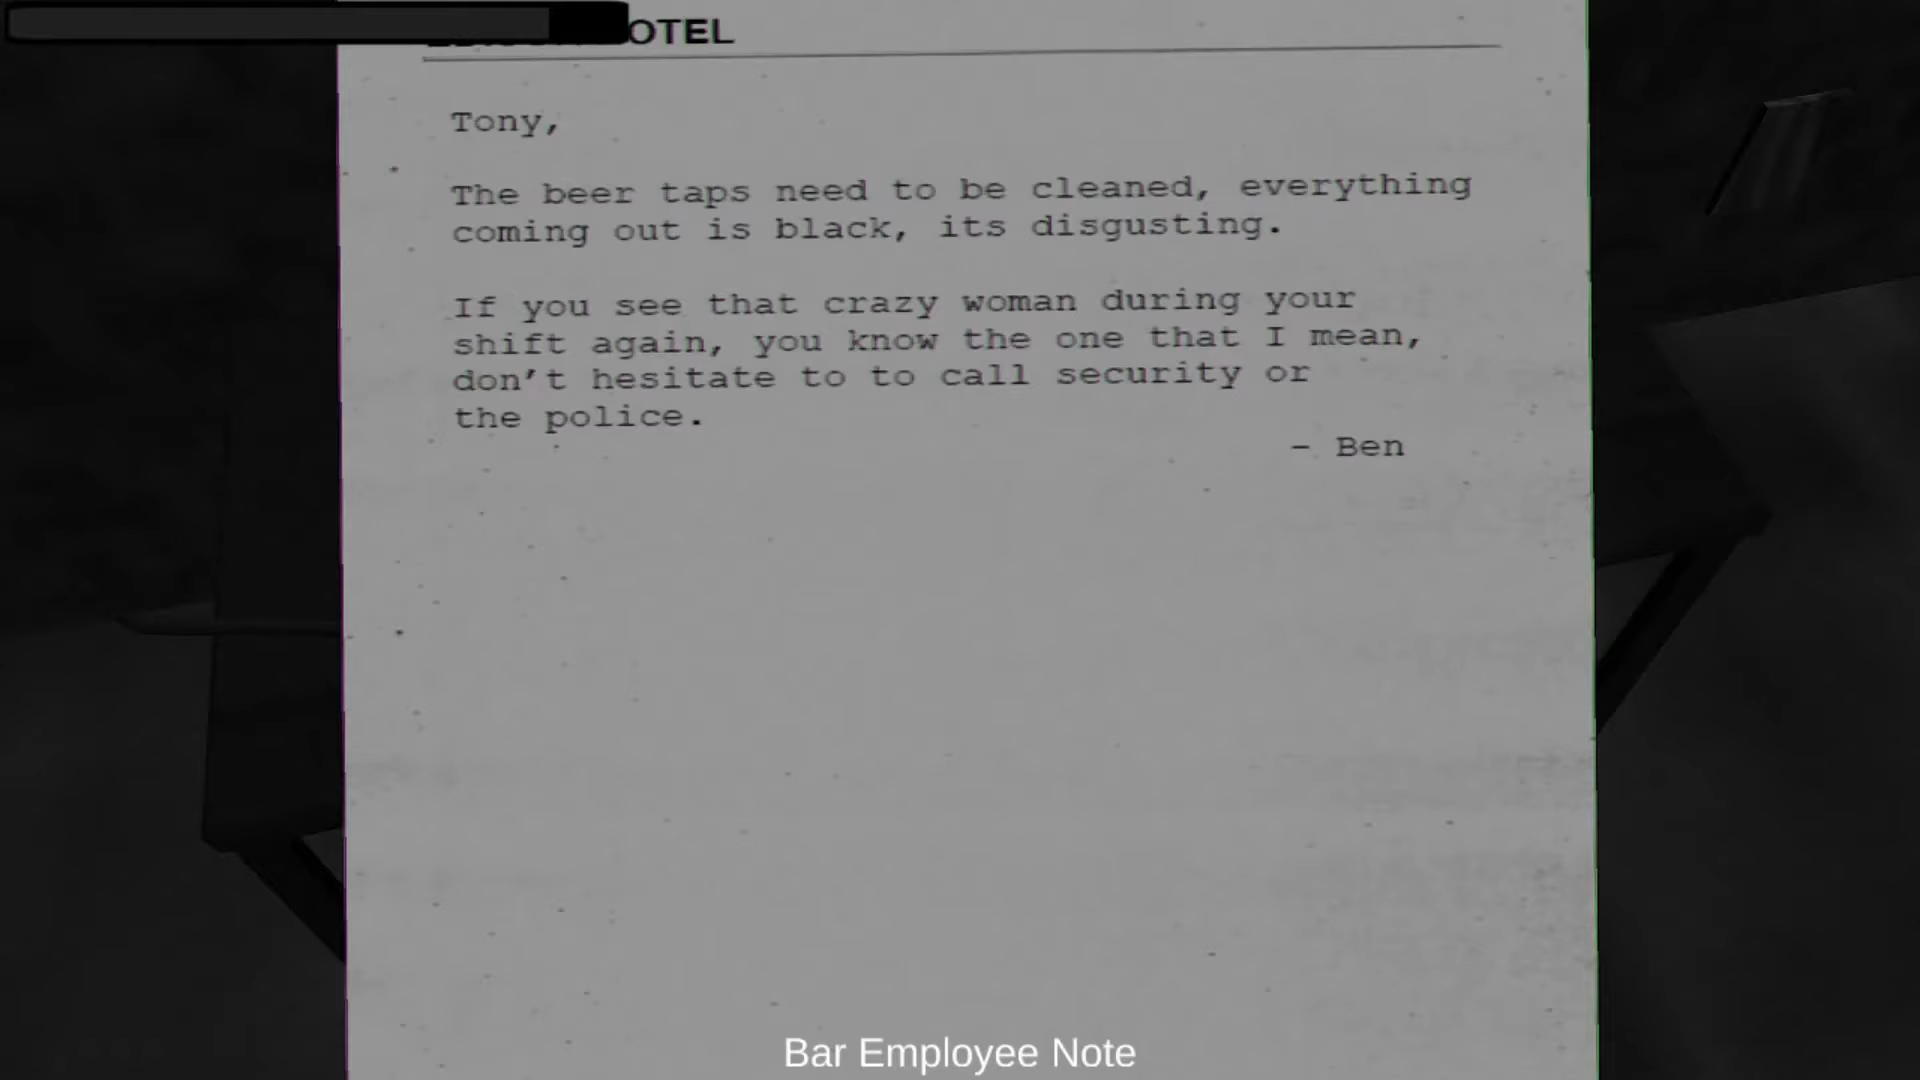 OTEL
Tony,
The beer taps need to be cleaned, everything
coming out is black, its disgusting.
If you see that crazy woman during your
shift again, you know the one that I mean,
don't hesitate to to call security or
the police.
- Ben
Bar Employee Note